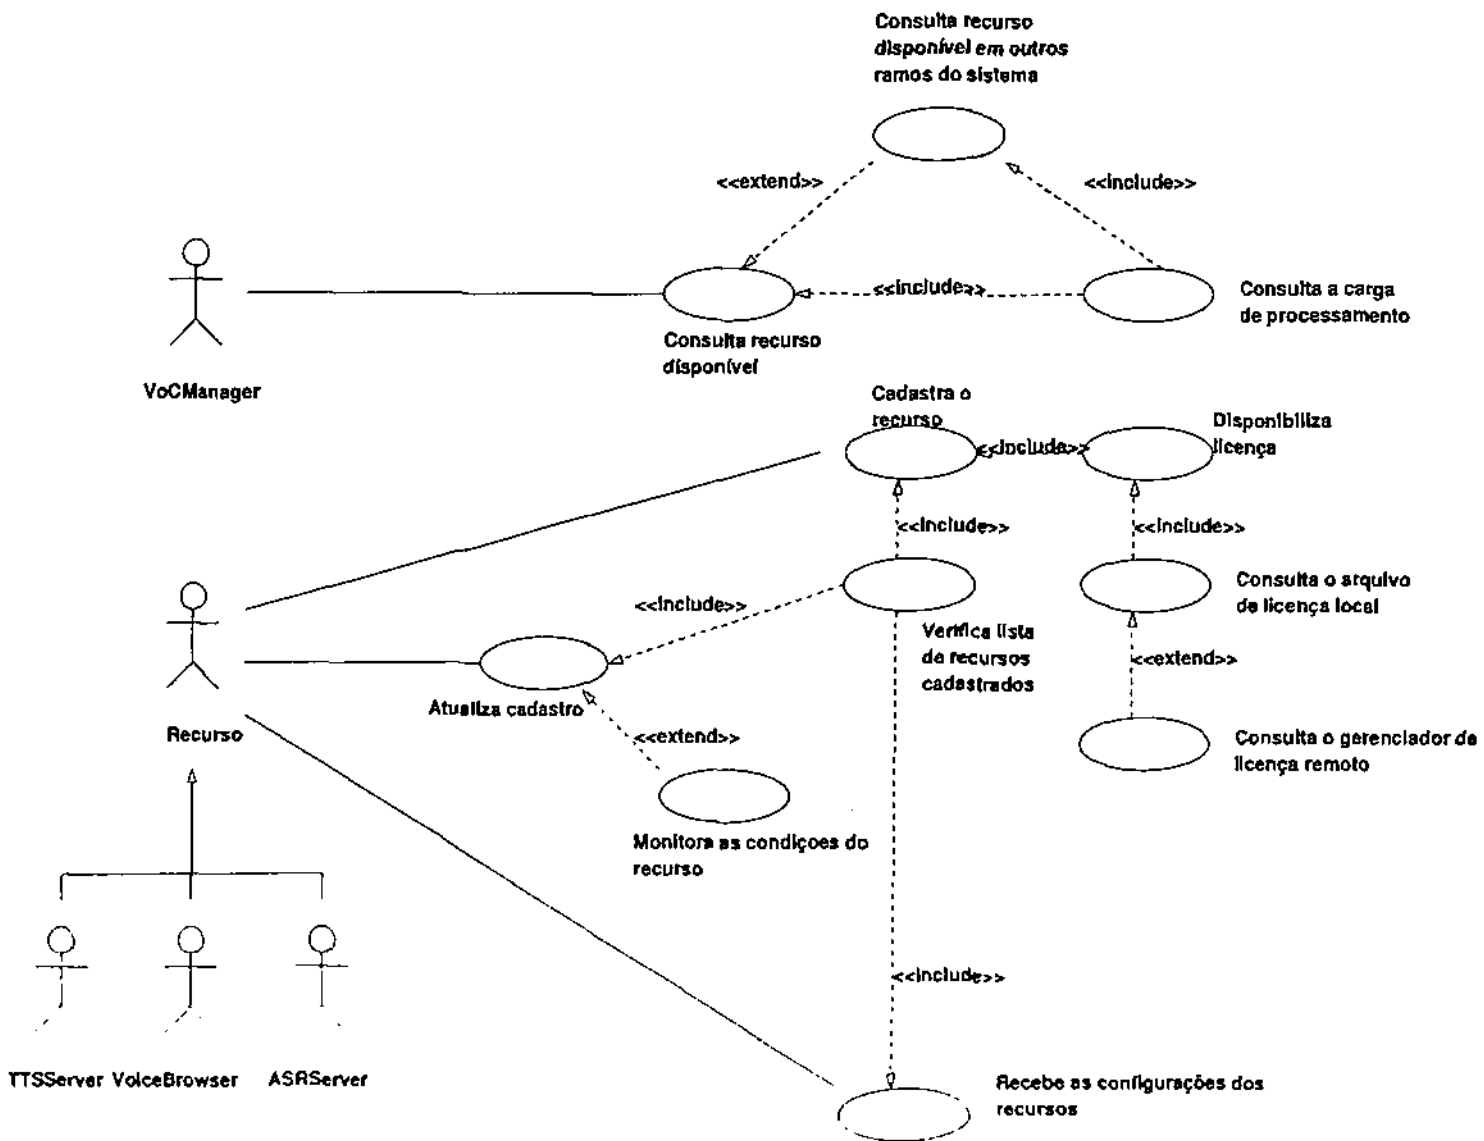 Consulta recurso
disponível em outros
ramos do sistema
<<extend>>
<<include>>
<<include>>
Consulta a carga
de processamento
Consulta recurso
disponível
VoCManager
Cadastra o
recurso
Disponibiliza
licença
<<include>>
<<include>>
<<include>>
Consulta o arquivo
de licença local
<<include>>
Verifica lista
de recursos
cadastrados
<<extend>>
Atualiza cadastro
Recurso
<<extend>>
Consulta o gerenciador de
licença remoto
Monitora as condiçoes do
recurso
<<include>>
TTSServer VoiceBrowser ASRServer
Recebe as configurações dos
recursos